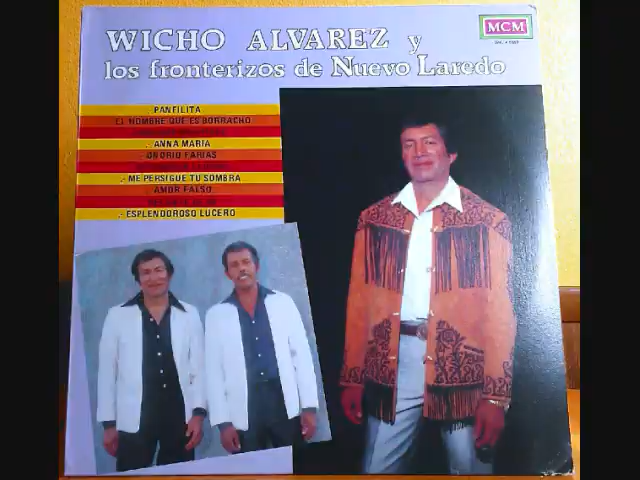 WICHO ALVAREZ y
los fronterizos de Nuevo Laredo
MCM
PANFILITA
EL HOMBRE QUE ES BORRACHO
ANNA MARIA
ONORIO FARIAS
ME PERSIGUE TU SOMBRA
AMOR FALSO
ESPLENDOROSO LUCERO